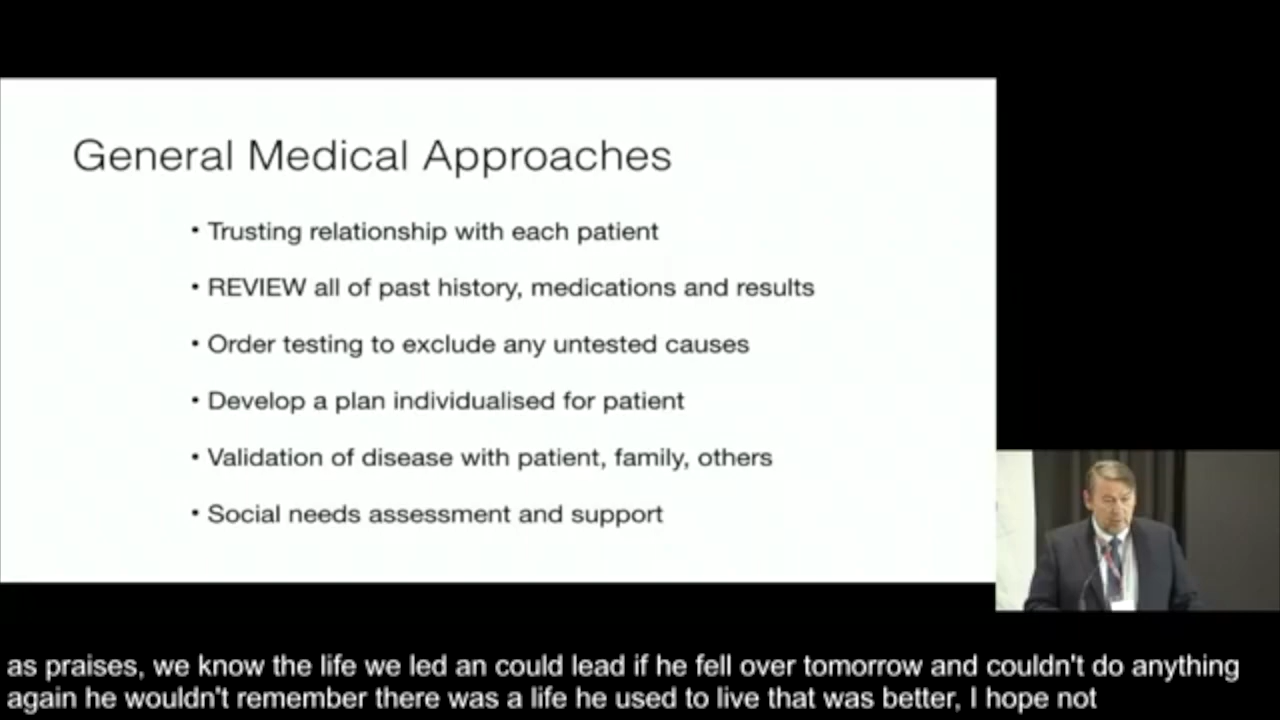 General Medical Approaches
• Trusting relationship with each patient
• REVIEW all of past history, medications and results
• Order testing to exclude any untested causes
• Develop a plan individualised for patient
• Validation of disease with patient, family, others
• Social needs assessment and support
as praises, we know the life we led an could lead if he fell over tomorrow and couldn't do anything
again he wouldn't remember there was a life he used to live that was better, I hope not